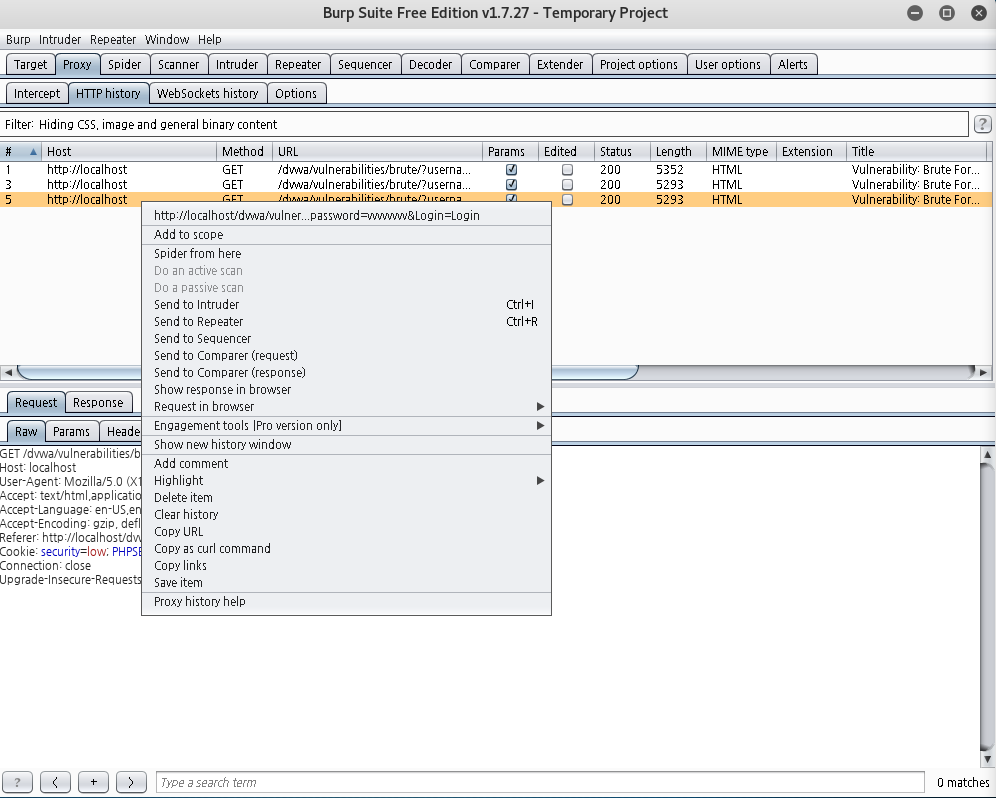 Burp Suite Free Edition v1.7.27 - Temporary Project
Burp Intruder Repeater Window Help
Target Proxy Spider Scanner Intruder Repeater Sequencer Decoder Comparer Extender Project options User options Alerts
Intercept HTTP history WebSockets history Options
Filter: Hiding CSS, image and general binary content ?
# Host Method URL Params Edited Status Length MIME type Extension Title
1 http://localhost GET /dvwa/vulnerabilities/brute/?userna... 200 5352 HTML Vulnerability: Brute For...
3 http://localhost GET /dvwa/vulnerabilities/brute/?userna... 200 5293 HTML Vulnerability: Brute For...
5 http://localhost GET /dvwa/vulnerabilities/brute/?userna... 200 5293 HTML Vulnerability: Brute For...
http://localhost/dvwa/vulner...password=vvvvvvv&Login=Login
Add to scope
Spider from here
Do an active scan
Do a passive scan
Send to Intruder Ctrl+I
Send to Repeater Ctrl+R
Send to Sequencer
Send to Comparer (request)
Send to Comparer (response)
Show response in browser
Request in browser
Engagement tools [Pro version only]
Show new history window
Add comment
Highlight
Delete item
Clear history
Copy URL
Copy as curl command
Copy links
Save item
Proxy history help
Request Response
Raw Params Heade
GET /dvwa/vulnerabilities/b
Host: localhost
User-Agent: Mozilla/5.0 (X1
Accept: text/html,applicatio
Accept-Language: en-US,en
Accept-Encoding: gzip, defl
Referer: http://localhost/dv
Cookie: security=low; PHPSE
Connection: close
Upgrade-Insecure-Requests
? < + > Type a search term 0 matches